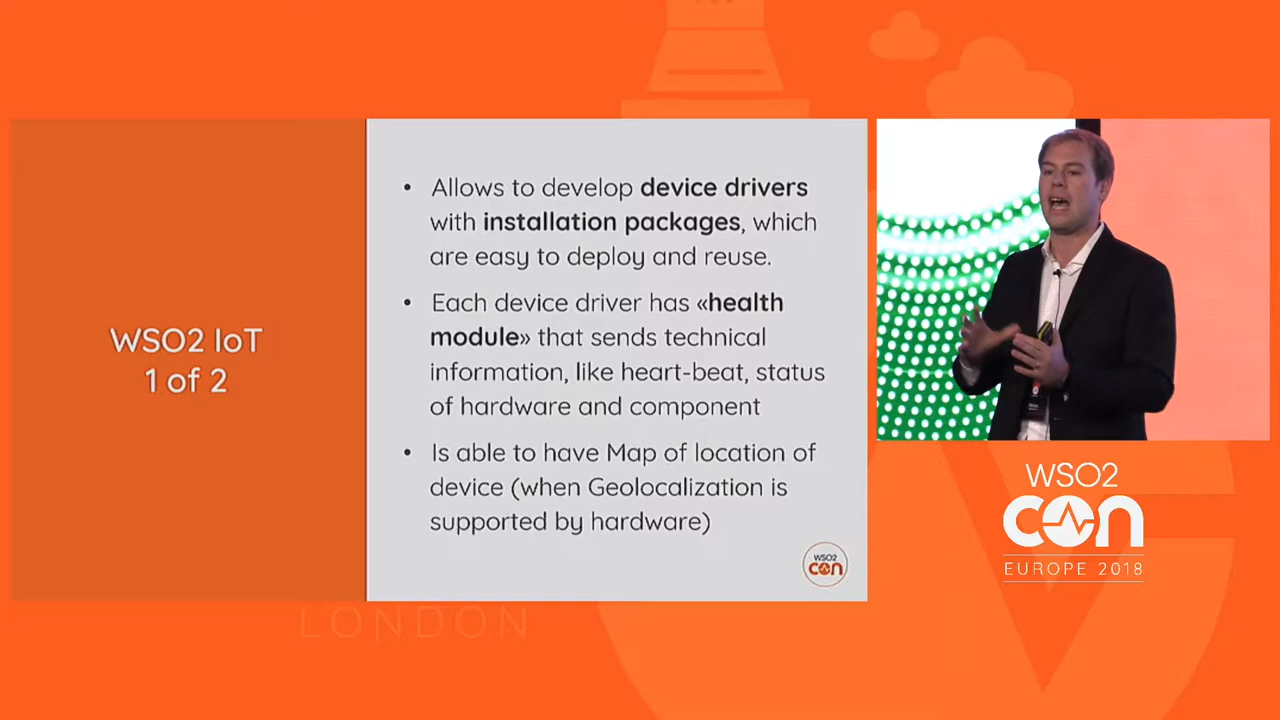 WSO2 IoT
1 of 2
• Allows to develop device drivers
with installation packages, which
are easy to deploy and reuse.
• Each device driver has «health
module» that sends technical
information, like heart-beat, status
of hardware and component
• Is able to have Map of location of
device (when Geolocalization is
supported by hardware)
WSO2
con
WSO2
con
EUROPE 2018
LONDON